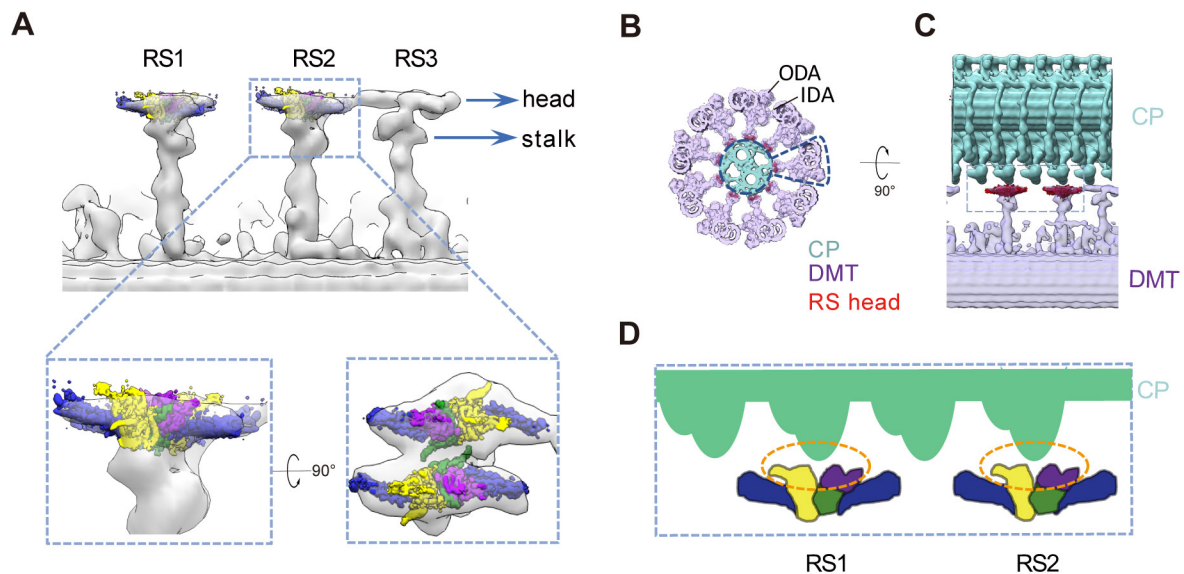 A
RS1
RS2
RS3
head
stalk
90°
B
ODA
IDA
CP
DMT
RS head
90°
C
CP
DMT
D
CP
RS1
RS2